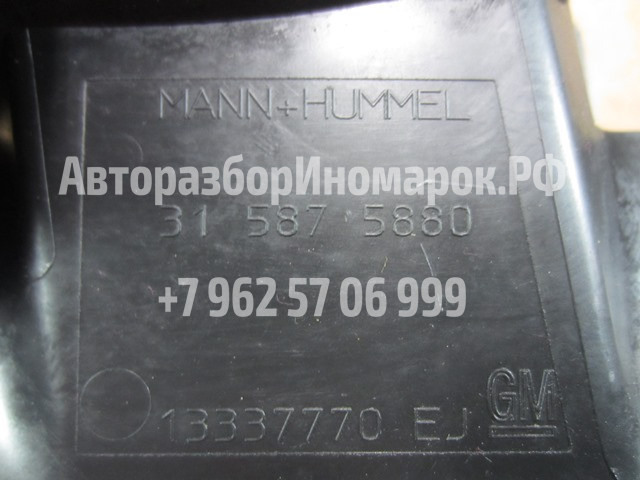 MANN+HUMMEL
АвторазборИномарок.РФ
31 587 5880
+7 962 57 06 999
GM
13337770 EJ